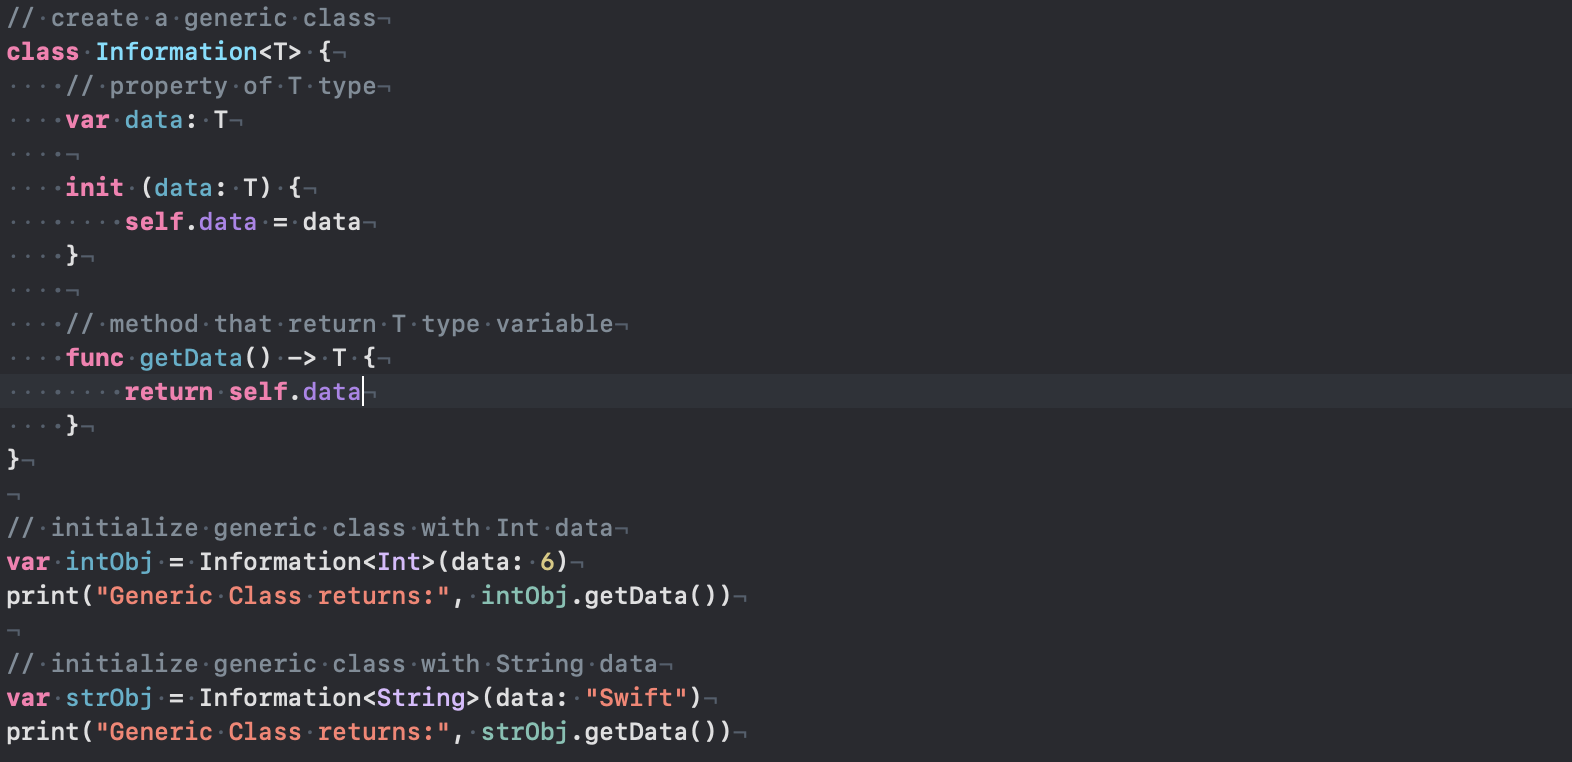 // create a generic class
class Information<T> {
    // property of T type
    var data: T
    
    init (data: T) {
        self.data = data
    }
    
    // method that return T type variable
    func getData() -> T {
        return self.data
    }
}

// initialize generic class with Int data
var intObj = Information<Int>(data: 6)
print("Generic Class returns:", intObj.getData())

// initialize generic class with String data
var strObj = Information<String>(data: "Swift")
print("Generic Class returns:", strObj.getData())